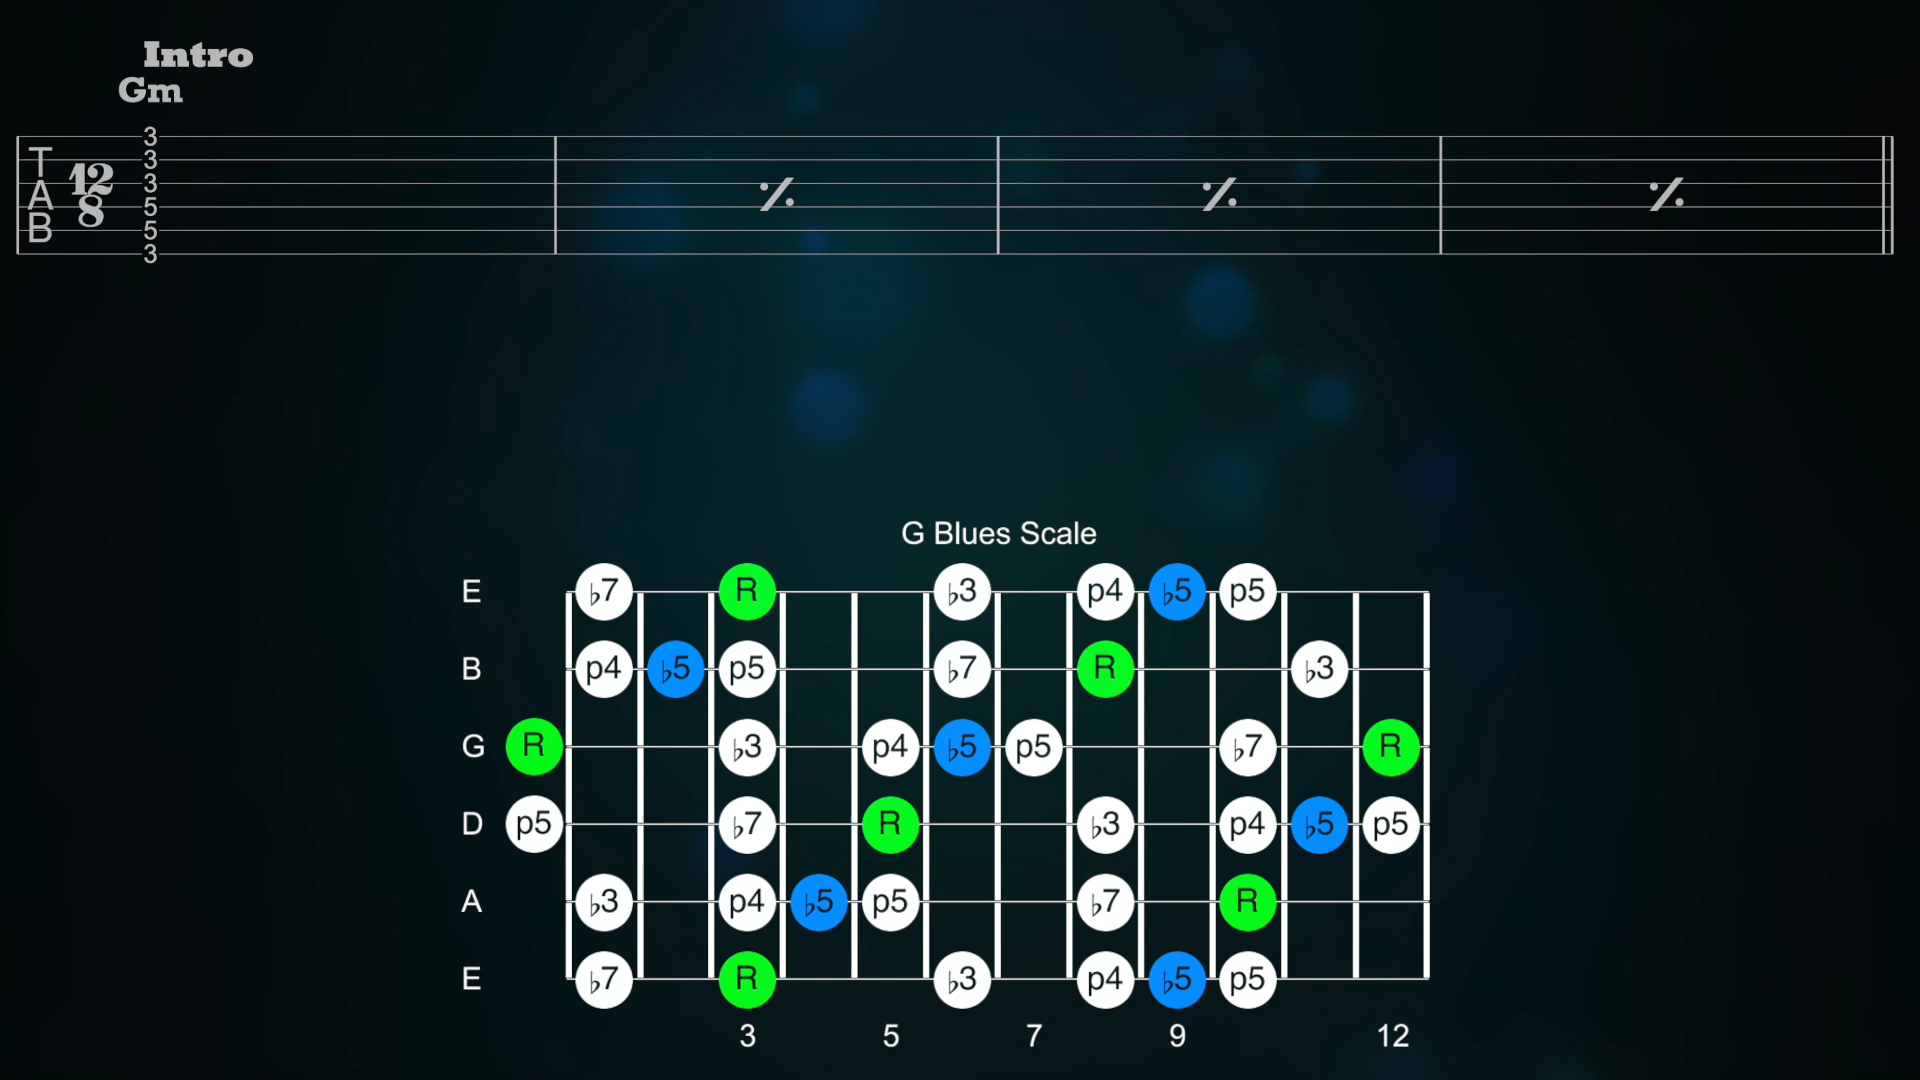 Intro
Gm
TAB 12/8
3
3
3
5
5
3
G Blues Scale
E ♭7 R ♭3 p4 ♭5 p5
B p4 ♭5 p5 ♭7 R ♭3
G R ♭3 p4 ♭5 p5 ♭7 R
D p5 ♭7 R ♭3 p4 ♭5 p5
A ♭3 p4 ♭5 p5 ♭7 R
E ♭7 R ♭3 p4 ♭5 p5
3 5 7 9 12